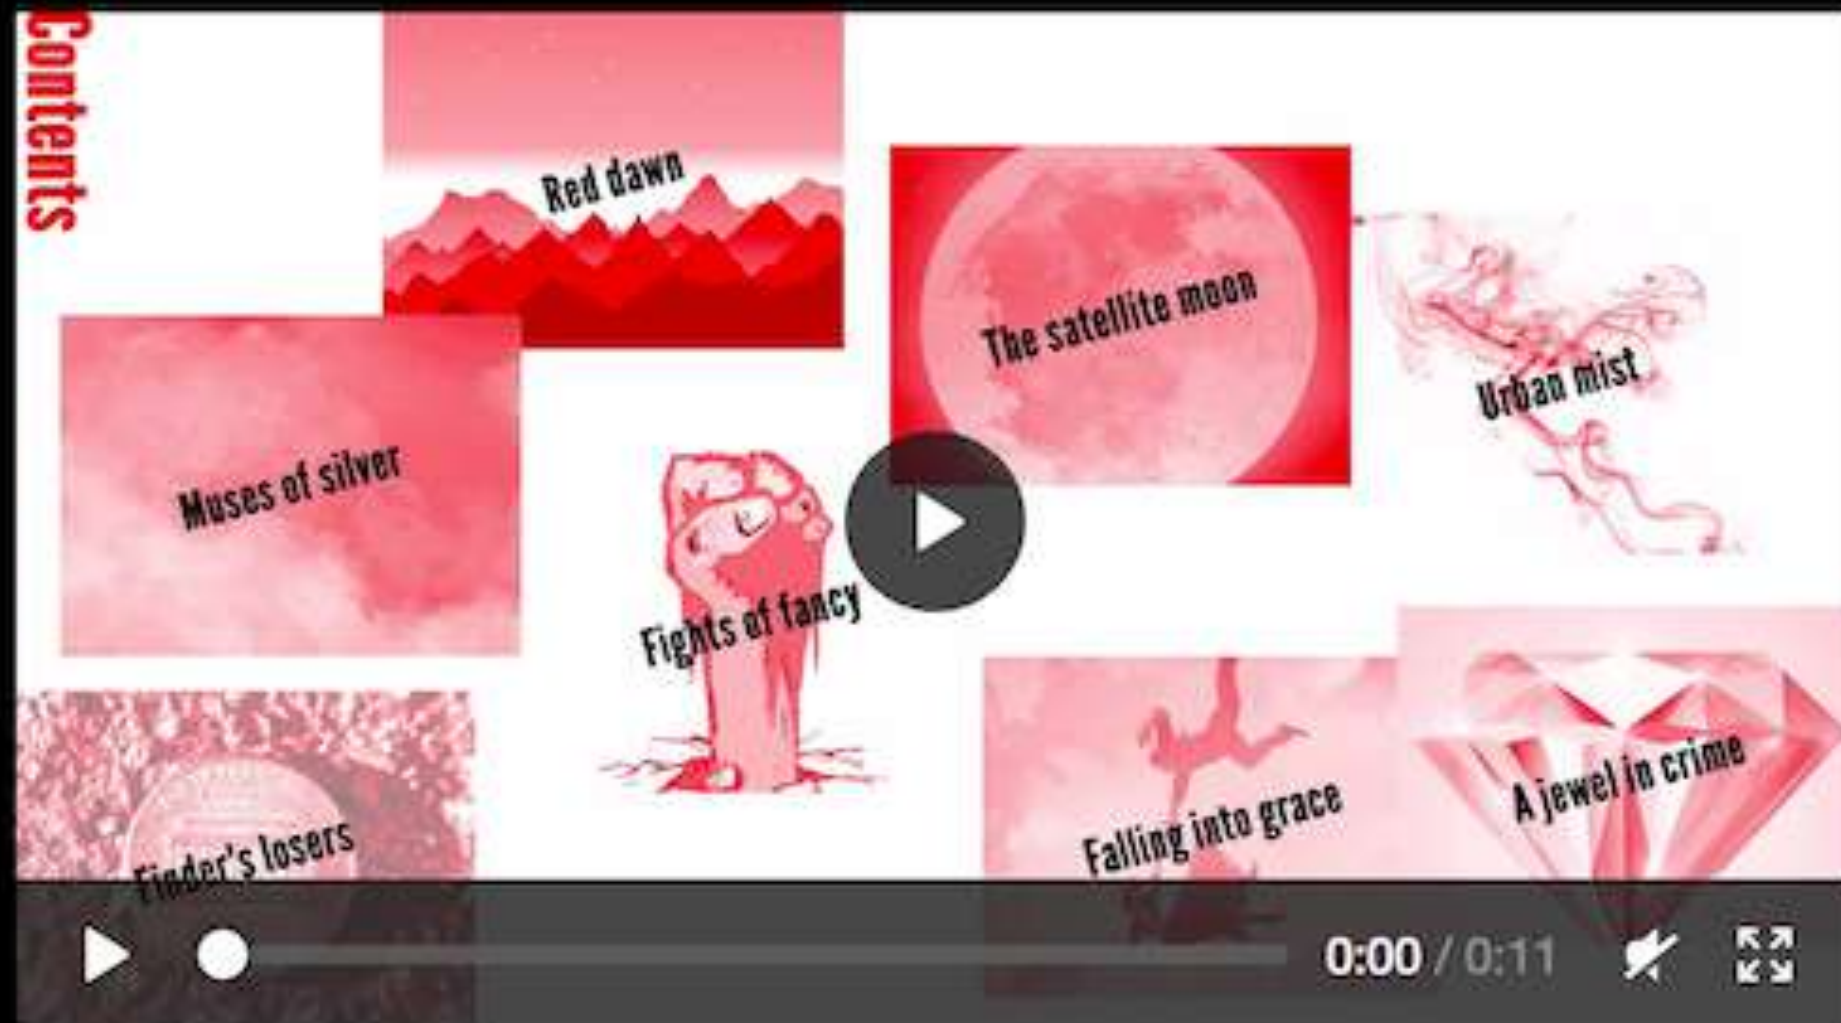 Contents
Red dawn
The satellite moon
Urban mist
Muses of silver
Fights of fancy
A jewel in crime
Falling into grace
Finder's losers
0:00 / 0:11